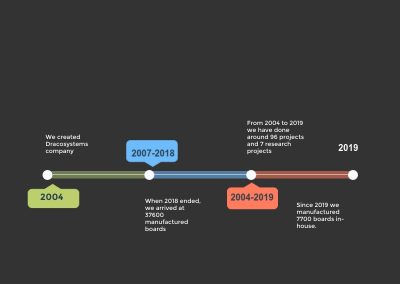 We created
Dracosystems
company
2004
2007-2018
When 2018 ended,
we arrived at
37600
manufactured
boards
From 2004 to 2019
we have done
around 96 projects
and 7 research
projects
2004-2019
2019
Since 2019 we
manufactured
7700 boards in-
house.